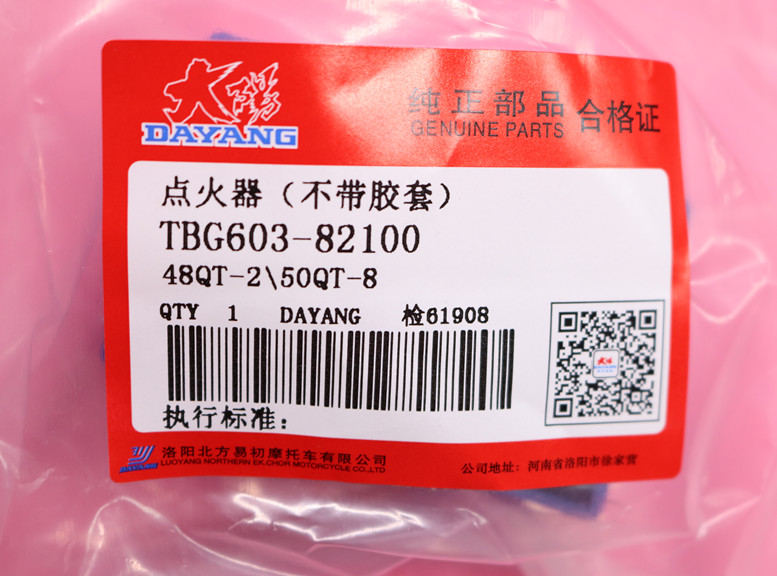 大陽
DAYANG
纯正部品 合格证
GENUINE PARTS
点火器（不带胶套）
TBG603-82100
48QT-2\50QT-8
QTY 1 DAYANG 检61908
执行标准：
洛阳北方易初摩托车有限公司
LUOYANG NORTHERN EK.CHOR MOTORCYCLE CO.,LTD
公司地址：河南省洛阳市徐家营
DAYANG